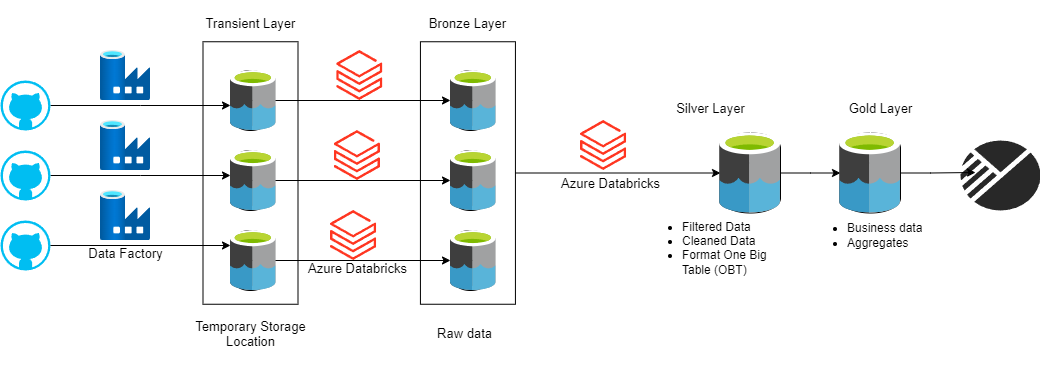 Transient Layer
Bronze Layer
Silver Layer
Gold Layer
Data Factory
Azure Databricks
Azure Databricks
Filtered Data
Cleaned Data
Format One Big
Table (OBT)
Business data
Aggregates
Temporary Storage
Location
Raw data